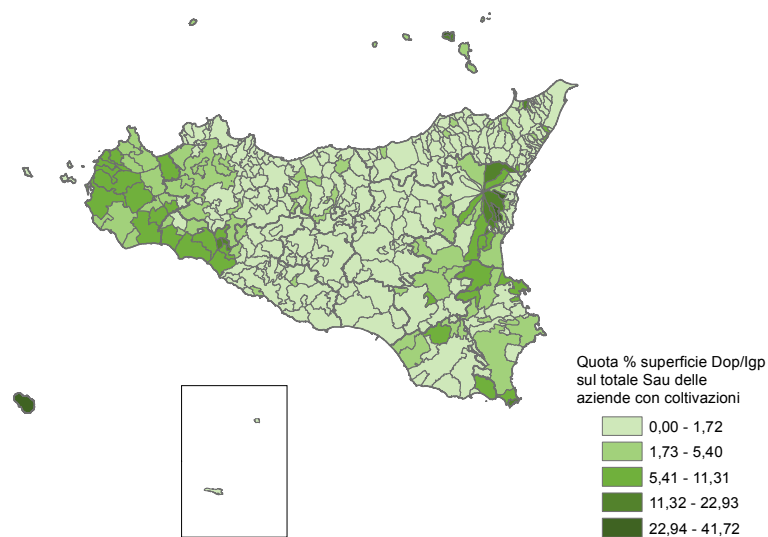 Quota % superficie Dop/Igp
sul totale Sau delle
aziende con coltivazioni
0,00 - 1,72
1,73 - 5,40
5,41 - 11,31
11,32 - 22,93
22,94 - 41,72